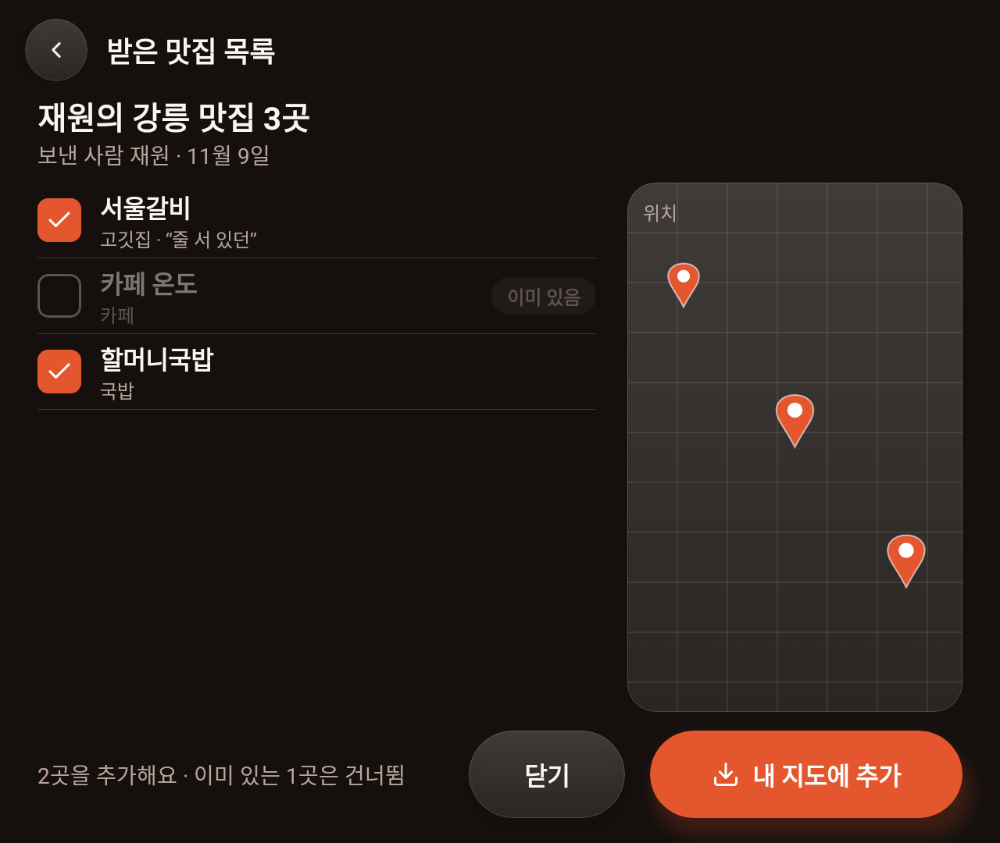 받은 맛집 목록
재원의 강릉 맛집 3곳
보낸 사람 재원 · 11월 9일
서울갈비
고깃집 · “줄 서 있던”
카페 온도
카페
이미 있음
할머니국밥
국밥
위치
2곳을 추가해요 · 이미 있는 1곳은 건너뜀
닫기
내 지도에 추가